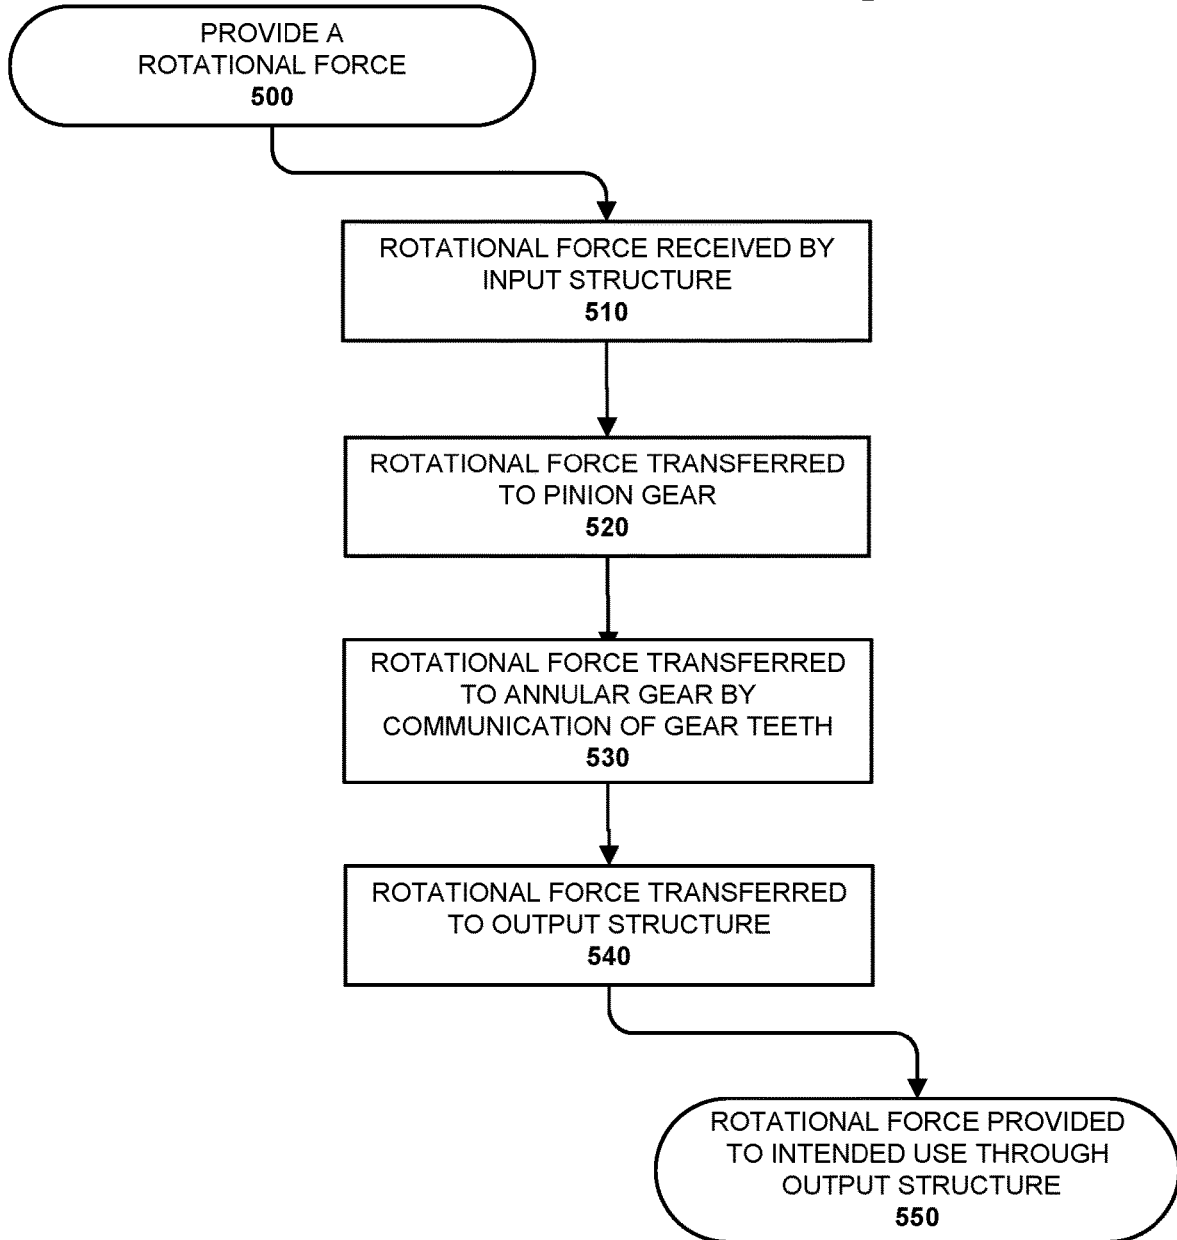 PROVIDE A
ROTATIONAL FORCE
500
ROTATIONAL FORCE RECEIVED BY
INPUT STRUCTURE
510
ROTATIONAL FORCE TRANSFERRED
TO PINION GEAR
520
ROTATIONAL FORCE TRANSFERRED
TO ANNULAR GEAR BY
COMMUNICATION OF GEAR TEETH
530
ROTATIONAL FORCE TRANSFERRED
TO OUTPUT STRUCTURE
540
ROTATIONAL FORCE PROVIDED
TO INTENDED USE THROUGH
OUTPUT STRUCTURE
550